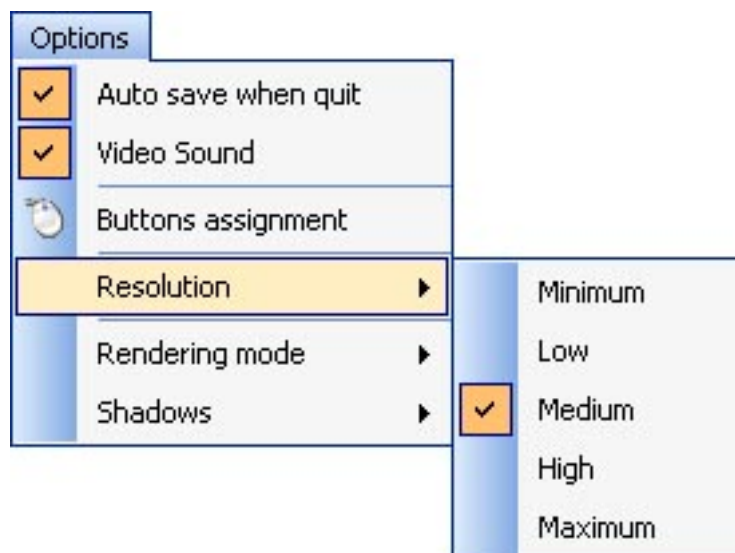 Options
Auto save when quit
Video Sound
Buttons assignment
Resolution
Rendering mode
Shadows
Minimum
Low
Medium
High
Maximum